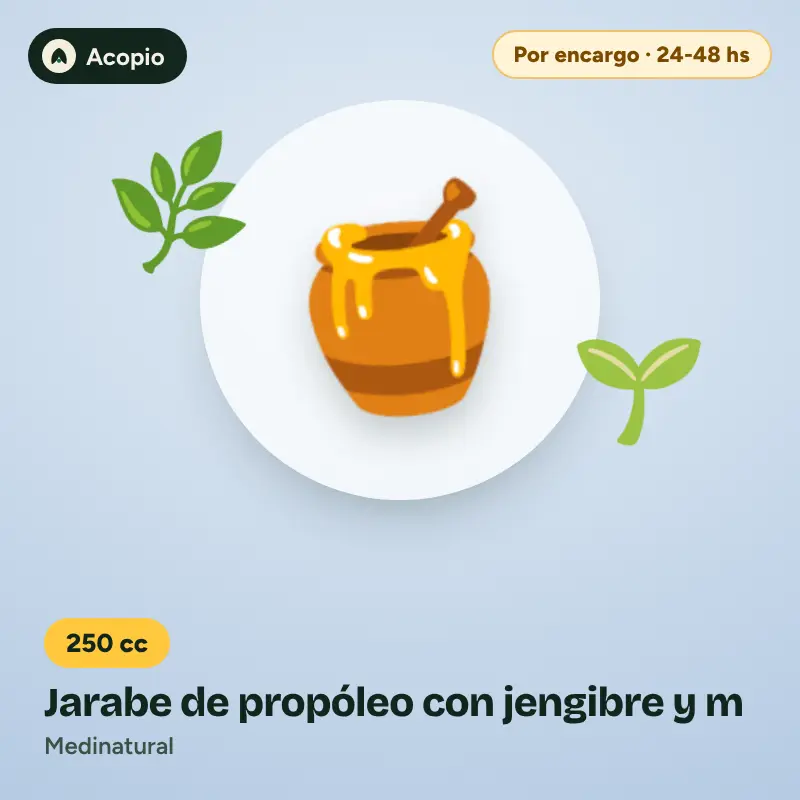 Acopio
Por encargo · 24-48 hs
250 cc
Jarabe de propóleo con jengibre y m
Medinatural